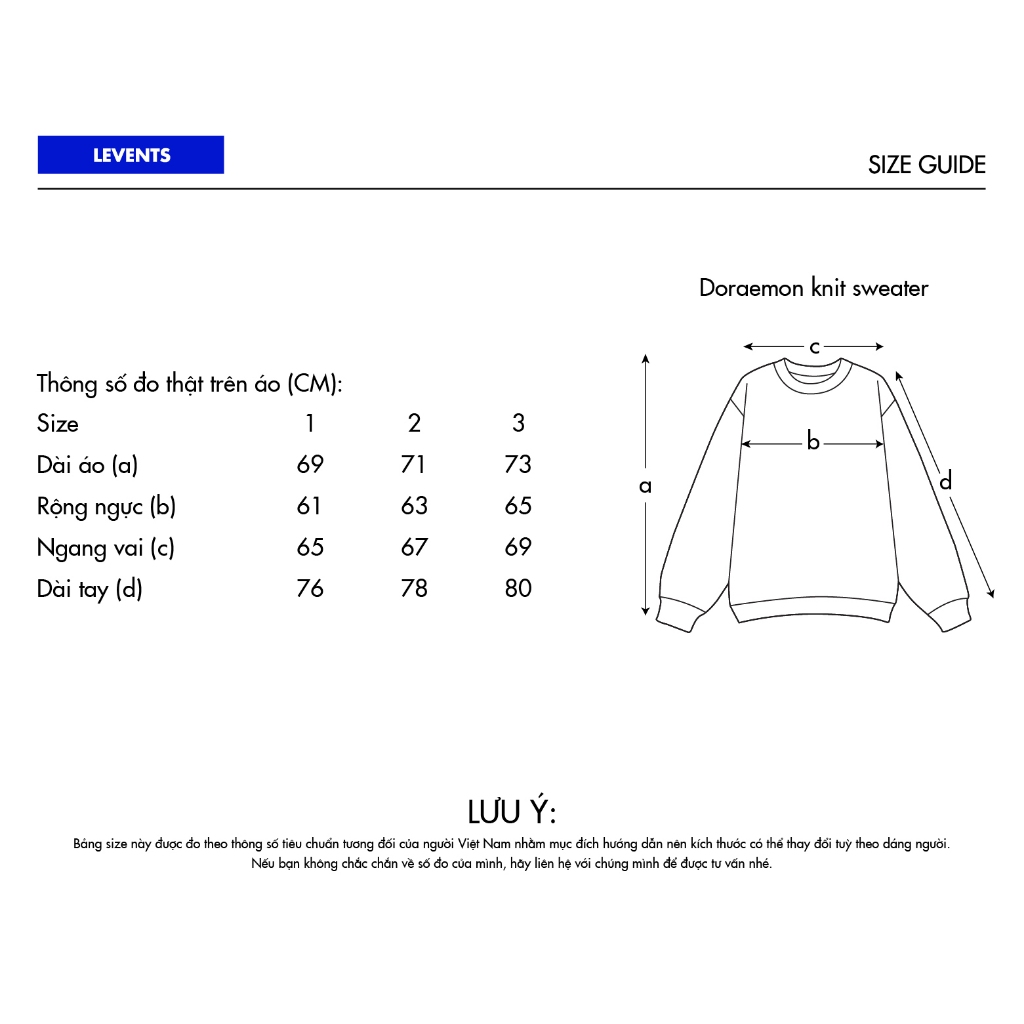 LEVENTS
SIZE GUIDE
Doraemon knit sweater
c
Thông số đo thật trên áo (CM):
Size 1 2 3
b
Dài áo (a) 69 71 73
a
d
Rộng ngực (b) 61 63 65
Ngang vai (c) 65 67 69
Dài tay (d) 76 78 80
LƯU Ý:
Bảng size này được đo theo thông số tiêu chuẩn tương đối của người Việt Nam nhằm mục đích hướng dẫn nên kích thước có thể thay đổi tuỳ theo dáng người.
Nếu bạn không chắc chắn về số đo của mình, hãy liên hệ với chúng mình để được tư vấn nhé.